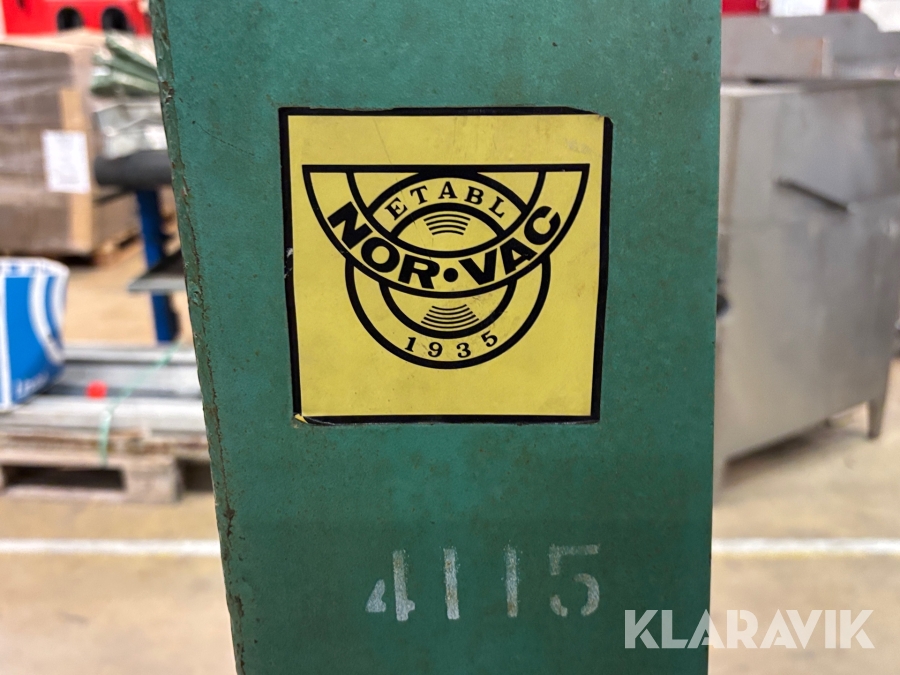 ETABL
NOR·VAC
1935
4115
KLARAVIK